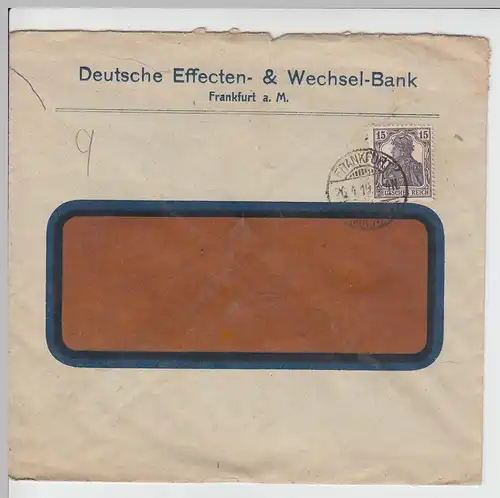 Deutsche Effecten- & Wechsel-Bank
Frankfurt a. M.
9
15 15
FRANKFURT
DEUTSCHES REICH